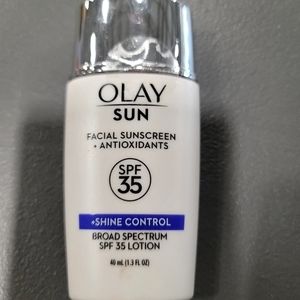 OLAY
SUN
FACIAL SUNSCREEN
+ ANTIOXIDANTS
SPF
35
+SHINE CONTROL
BROAD SPECTRUM
SPF 35 LOTION
40 mL (1.3 FL OZ)